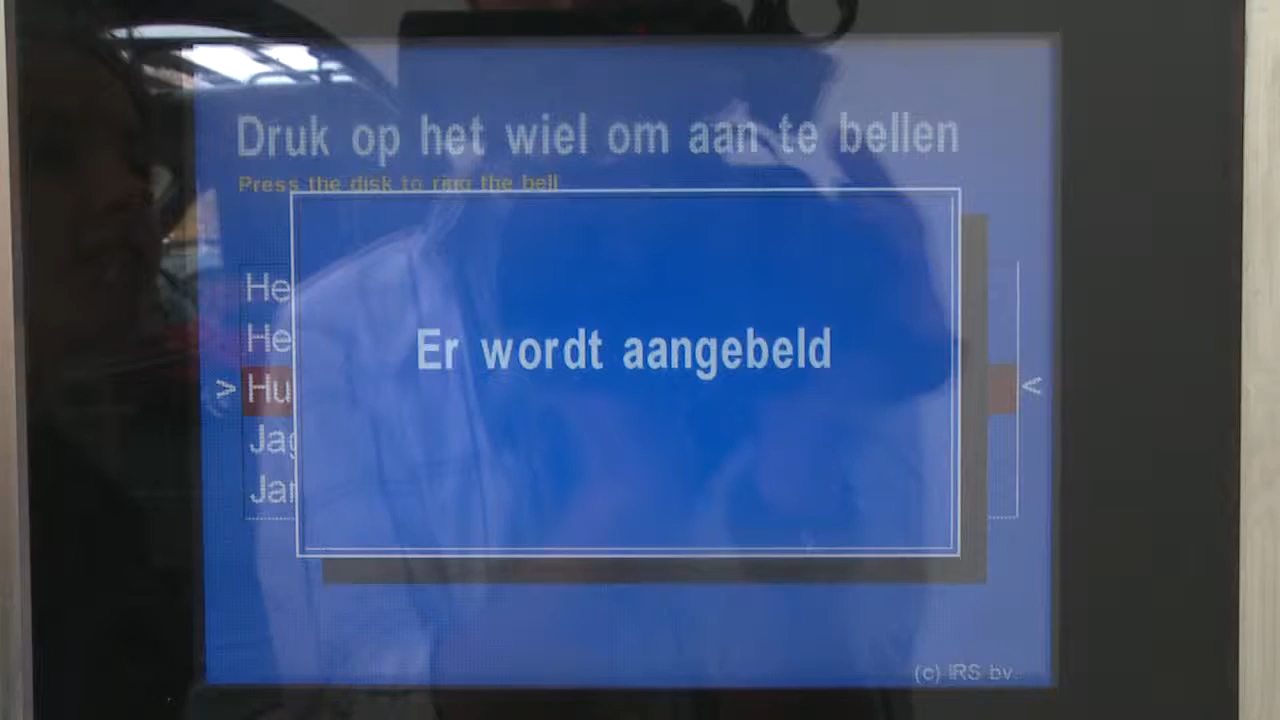 Druk op het wiel om aan te bellen
Press the disk to ring the bell
He
He
> Hu <
Er wordt aangebeld
Jag
Jan
(c) IRS bv.